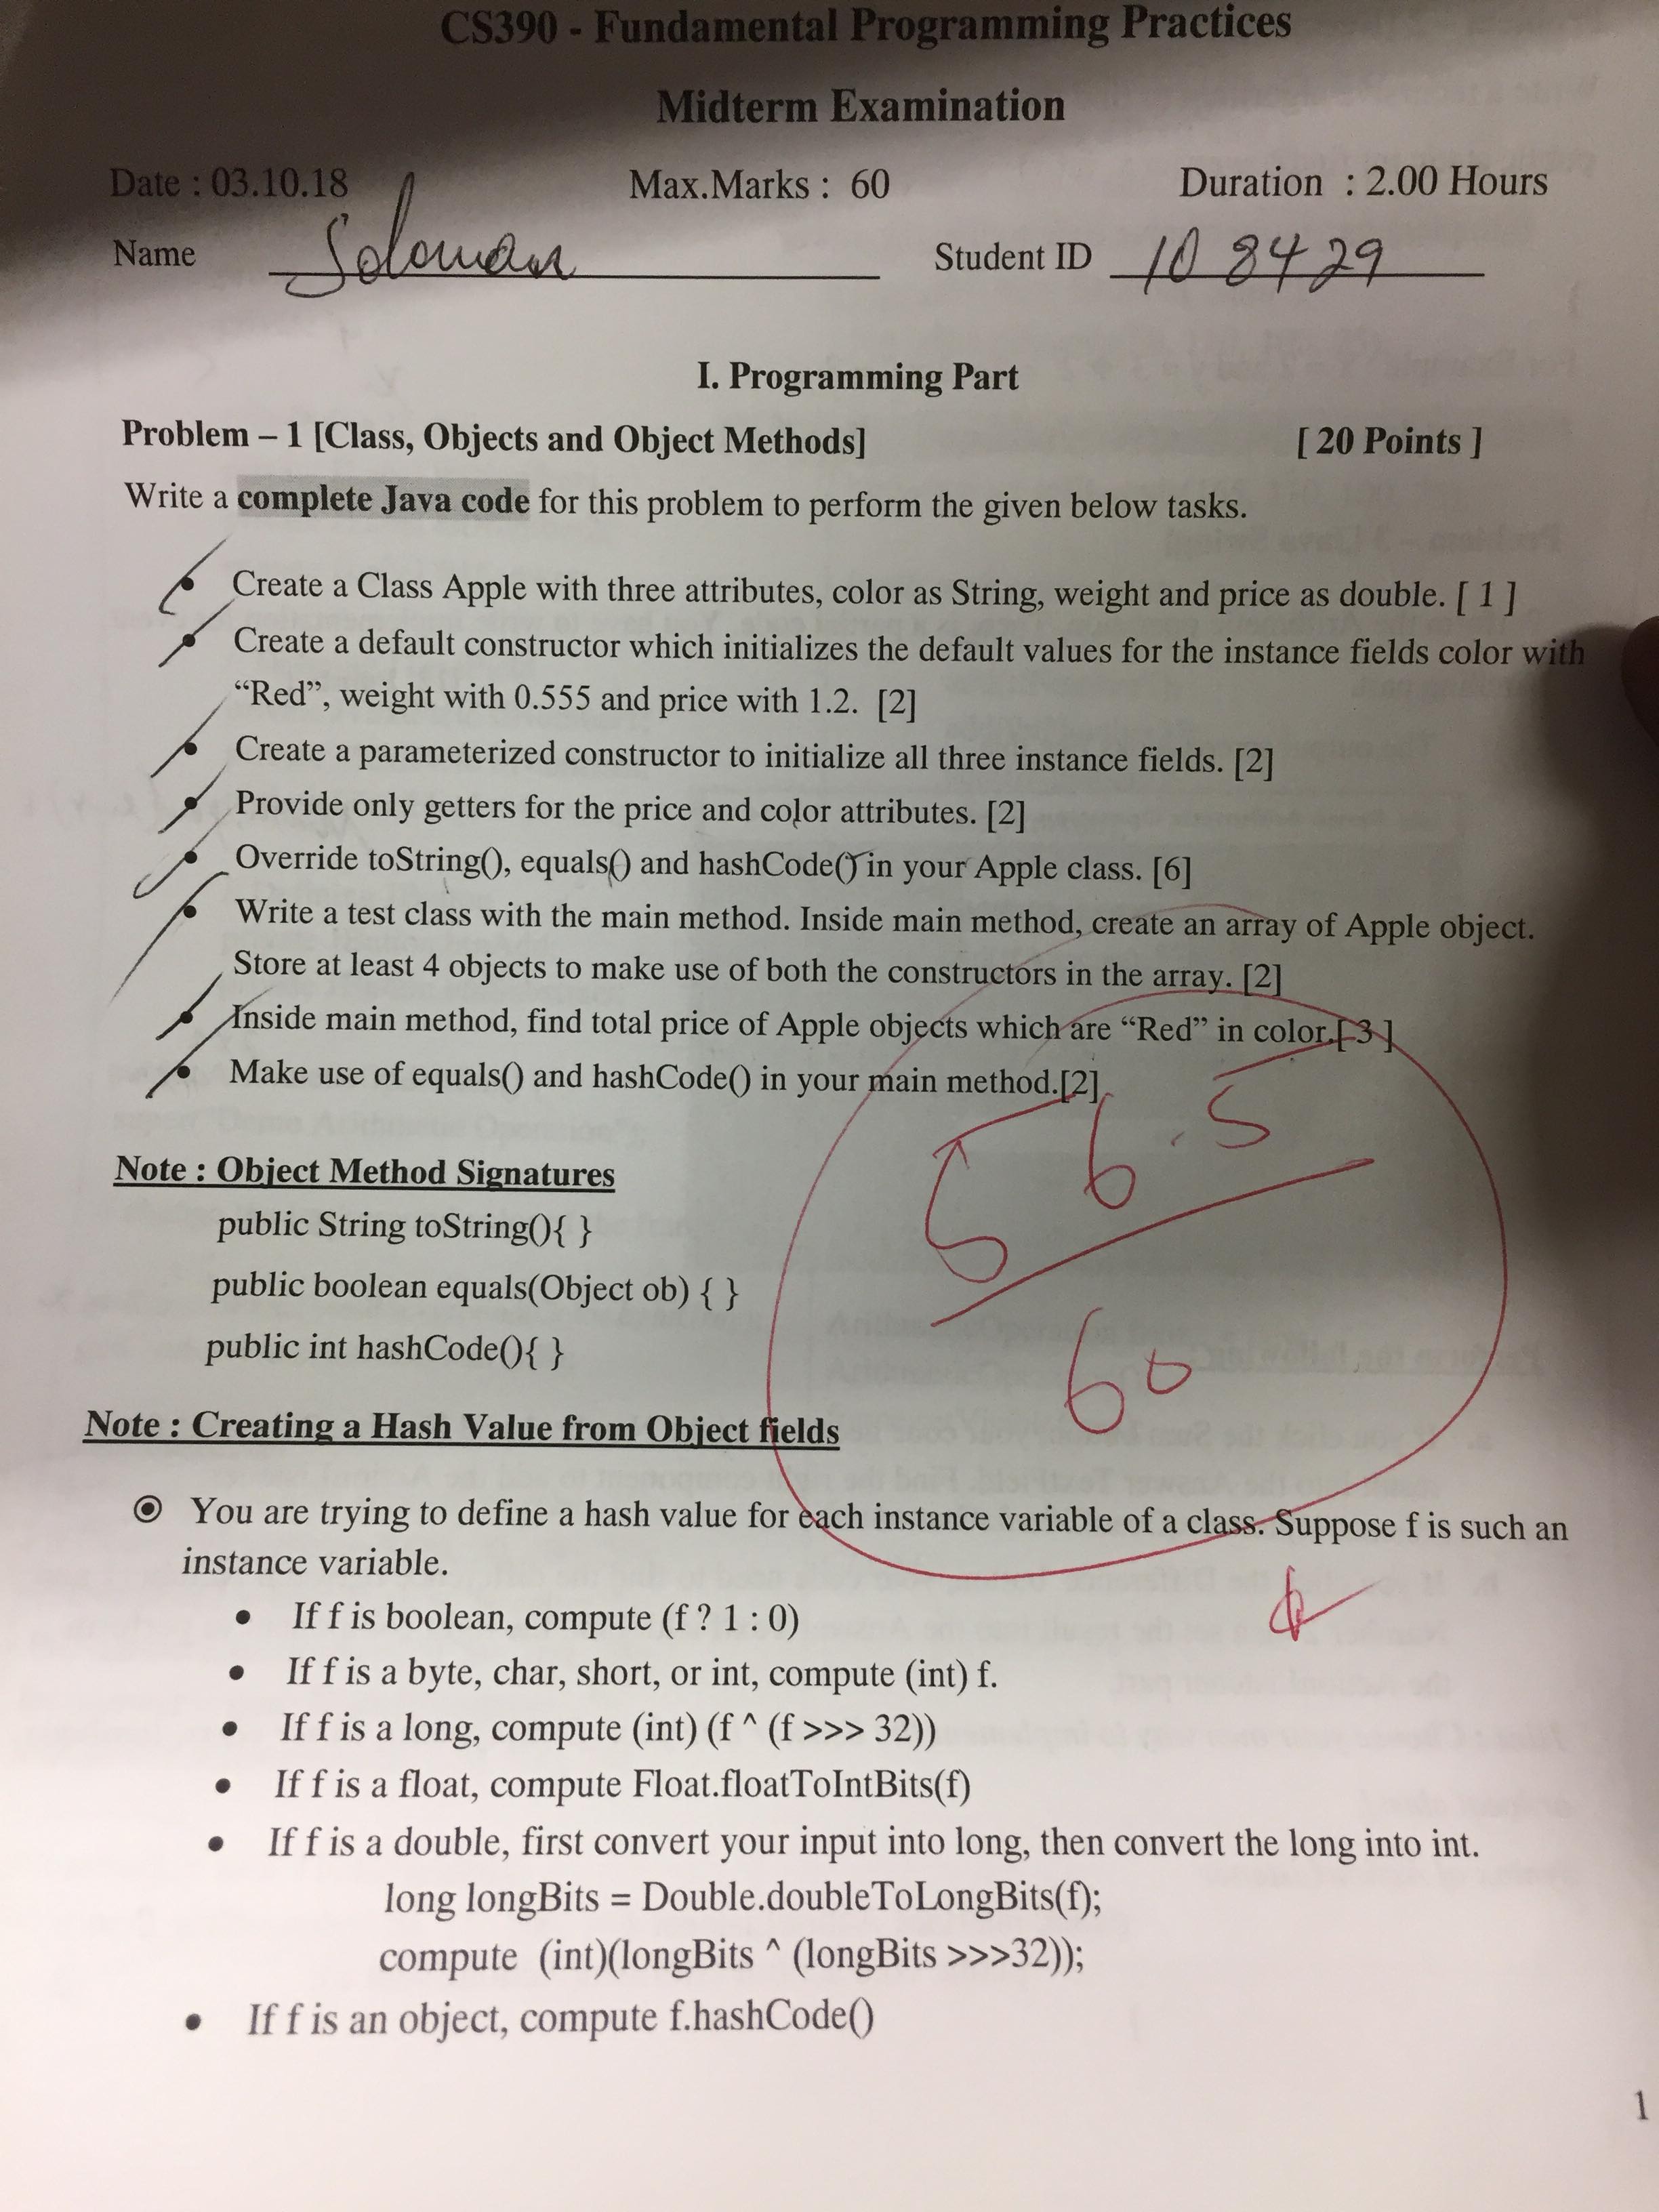 CS390 - Fundamental Programming Practices
Midterm Examination
Date : 03.10.18 Max.Marks : 60 Duration : 2.00 Hours
Name Soloman Student ID 108429
I. Programming Part
Problem – 1 [Class, Objects and Object Methods] [ 20 Points ]
Write a complete Java code for this problem to perform the given below tasks.
• Create a Class Apple with three attributes, color as String, weight and price as double. [ 1 ]
• Create a default constructor which initializes the default values for the instance fields color with
“Red”, weight with 0.555 and price with 1.2. [2]
• Create a parameterized constructor to initialize all three instance fields. [2]
• Provide only getters for the price and color attributes. [2]
• Override toString(), equals() and hashCode() in your Apple class. [6]
• Write a test class with the main method. Inside main method, create an array of Apple object.
Store at least 4 objects to make use of both the constructors in the array. [2]
• Inside main method, find total price of Apple objects which are “Red” in color.[ 3 ]
• Make use of equals() and hashCode() in your main method.[2]
56.5
60
Note : Object Method Signatures
public String toString(){ }
public boolean equals(Object ob) { }
public int hashCode(){ }
Note : Creating a Hash Value from Object fields
You are trying to define a hash value for each instance variable of a class. Suppose f is such an
instance variable.
• If f is boolean, compute (f ? 1 : 0)
• If f is a byte, char, short, or int, compute (int) f.
• If f is a long, compute (int) (f ^ (f >>> 32))
• If f is a float, compute Float.floatToIntBits(f)
• If f is a double, first convert your input into long, then convert the long into int.
long longBits = Double.doubleToLongBits(f);
compute (int)(longBits ^ (longBits >>>32));
• If f is an object, compute f.hashCode()
1